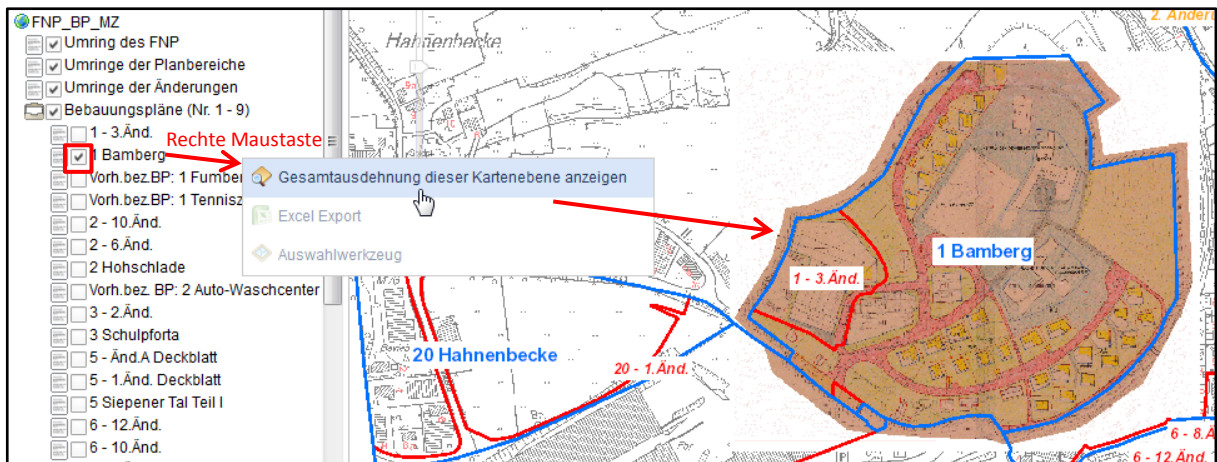 FNP_BP_MZ
Umring des FNP
Umringe der Planbereiche
Umringe der Änderungen
Bebauungspläne (Nr. 1 - 9)
1 - 3.Änd.
1 Bamberg
Rechte Maustaste
Vorh.bez.BP: 1 Fumber
Vorh.bez.BP: 1 Tennisz
2 - 10.Änd.
2 - 6.Änd.
2 Hohschlade
Vorh.bez. BP: 2 Auto-Waschcenter
3 - 2.Änd.
3 Schulpforta
5 - Änd.A Deckblatt
5 - 1.Änd. Deckblatt
5 Siepener Tal Teil I
6 - 12.Änd.
6 - 10.Änd.
Gesamtausdehnung dieser Kartenebene anzeigen
Excel Export
Auswahlwerkzeug
Hahnenbecke
2. Änder
1 Bamberg
1 - 3.Änd.
20 Hahnenbecke
20 - 1.Änd.
6 - 8.Ä
6 - 12.Änd.